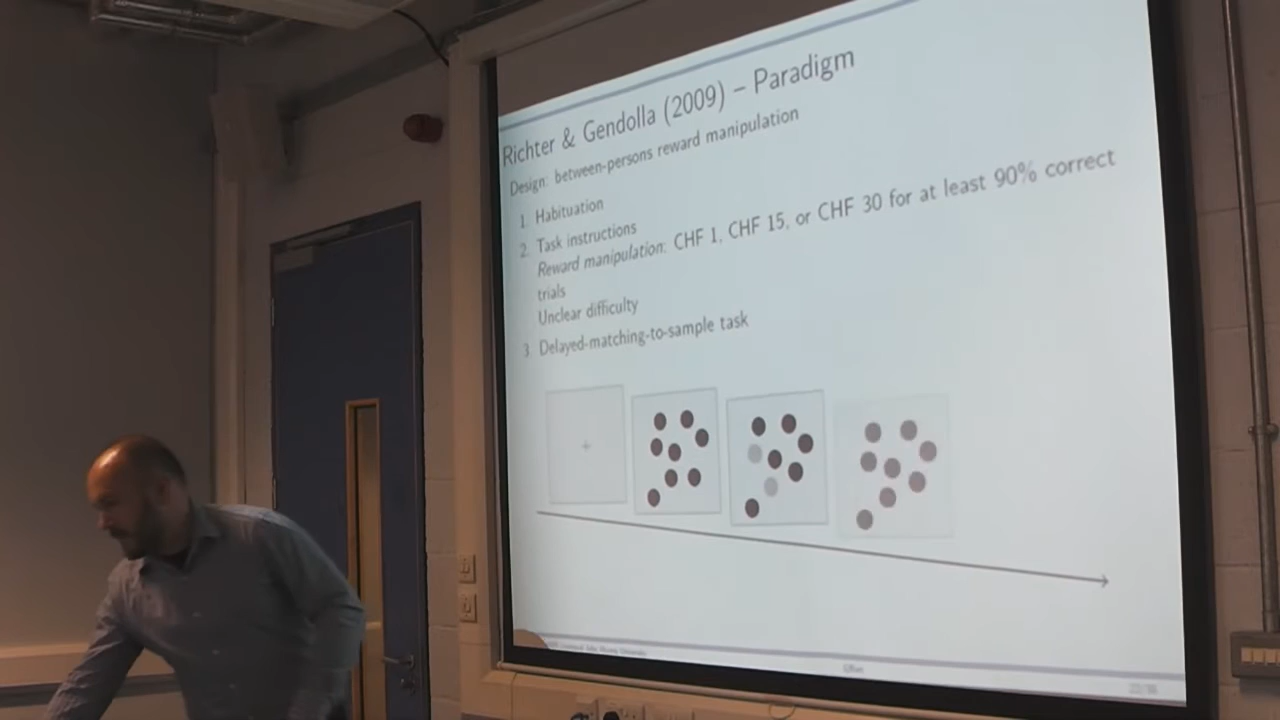 Richter & Gendolla (2009) – Paradigm
Design: between-persons reward manipulation
1. Habituation
2. Task instructions
Reward manipulation: CHF 1, CHF 15, or CHF 30 for at least 90% correct
trials
Unclear difficulty
3. Delayed-matching-to-sample task
Effort